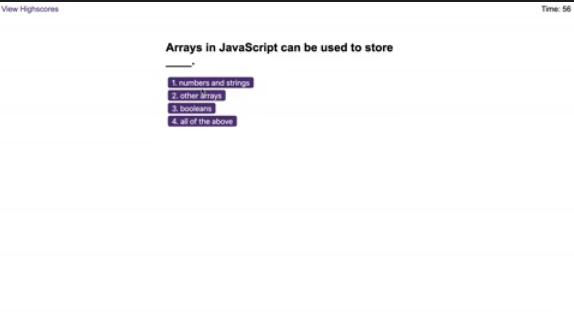 View Highscores
Time: 56
Arrays in JavaScript can be used to store
____.
1. numbers and strings
2. other arrays
3. booleans
4. all of the above